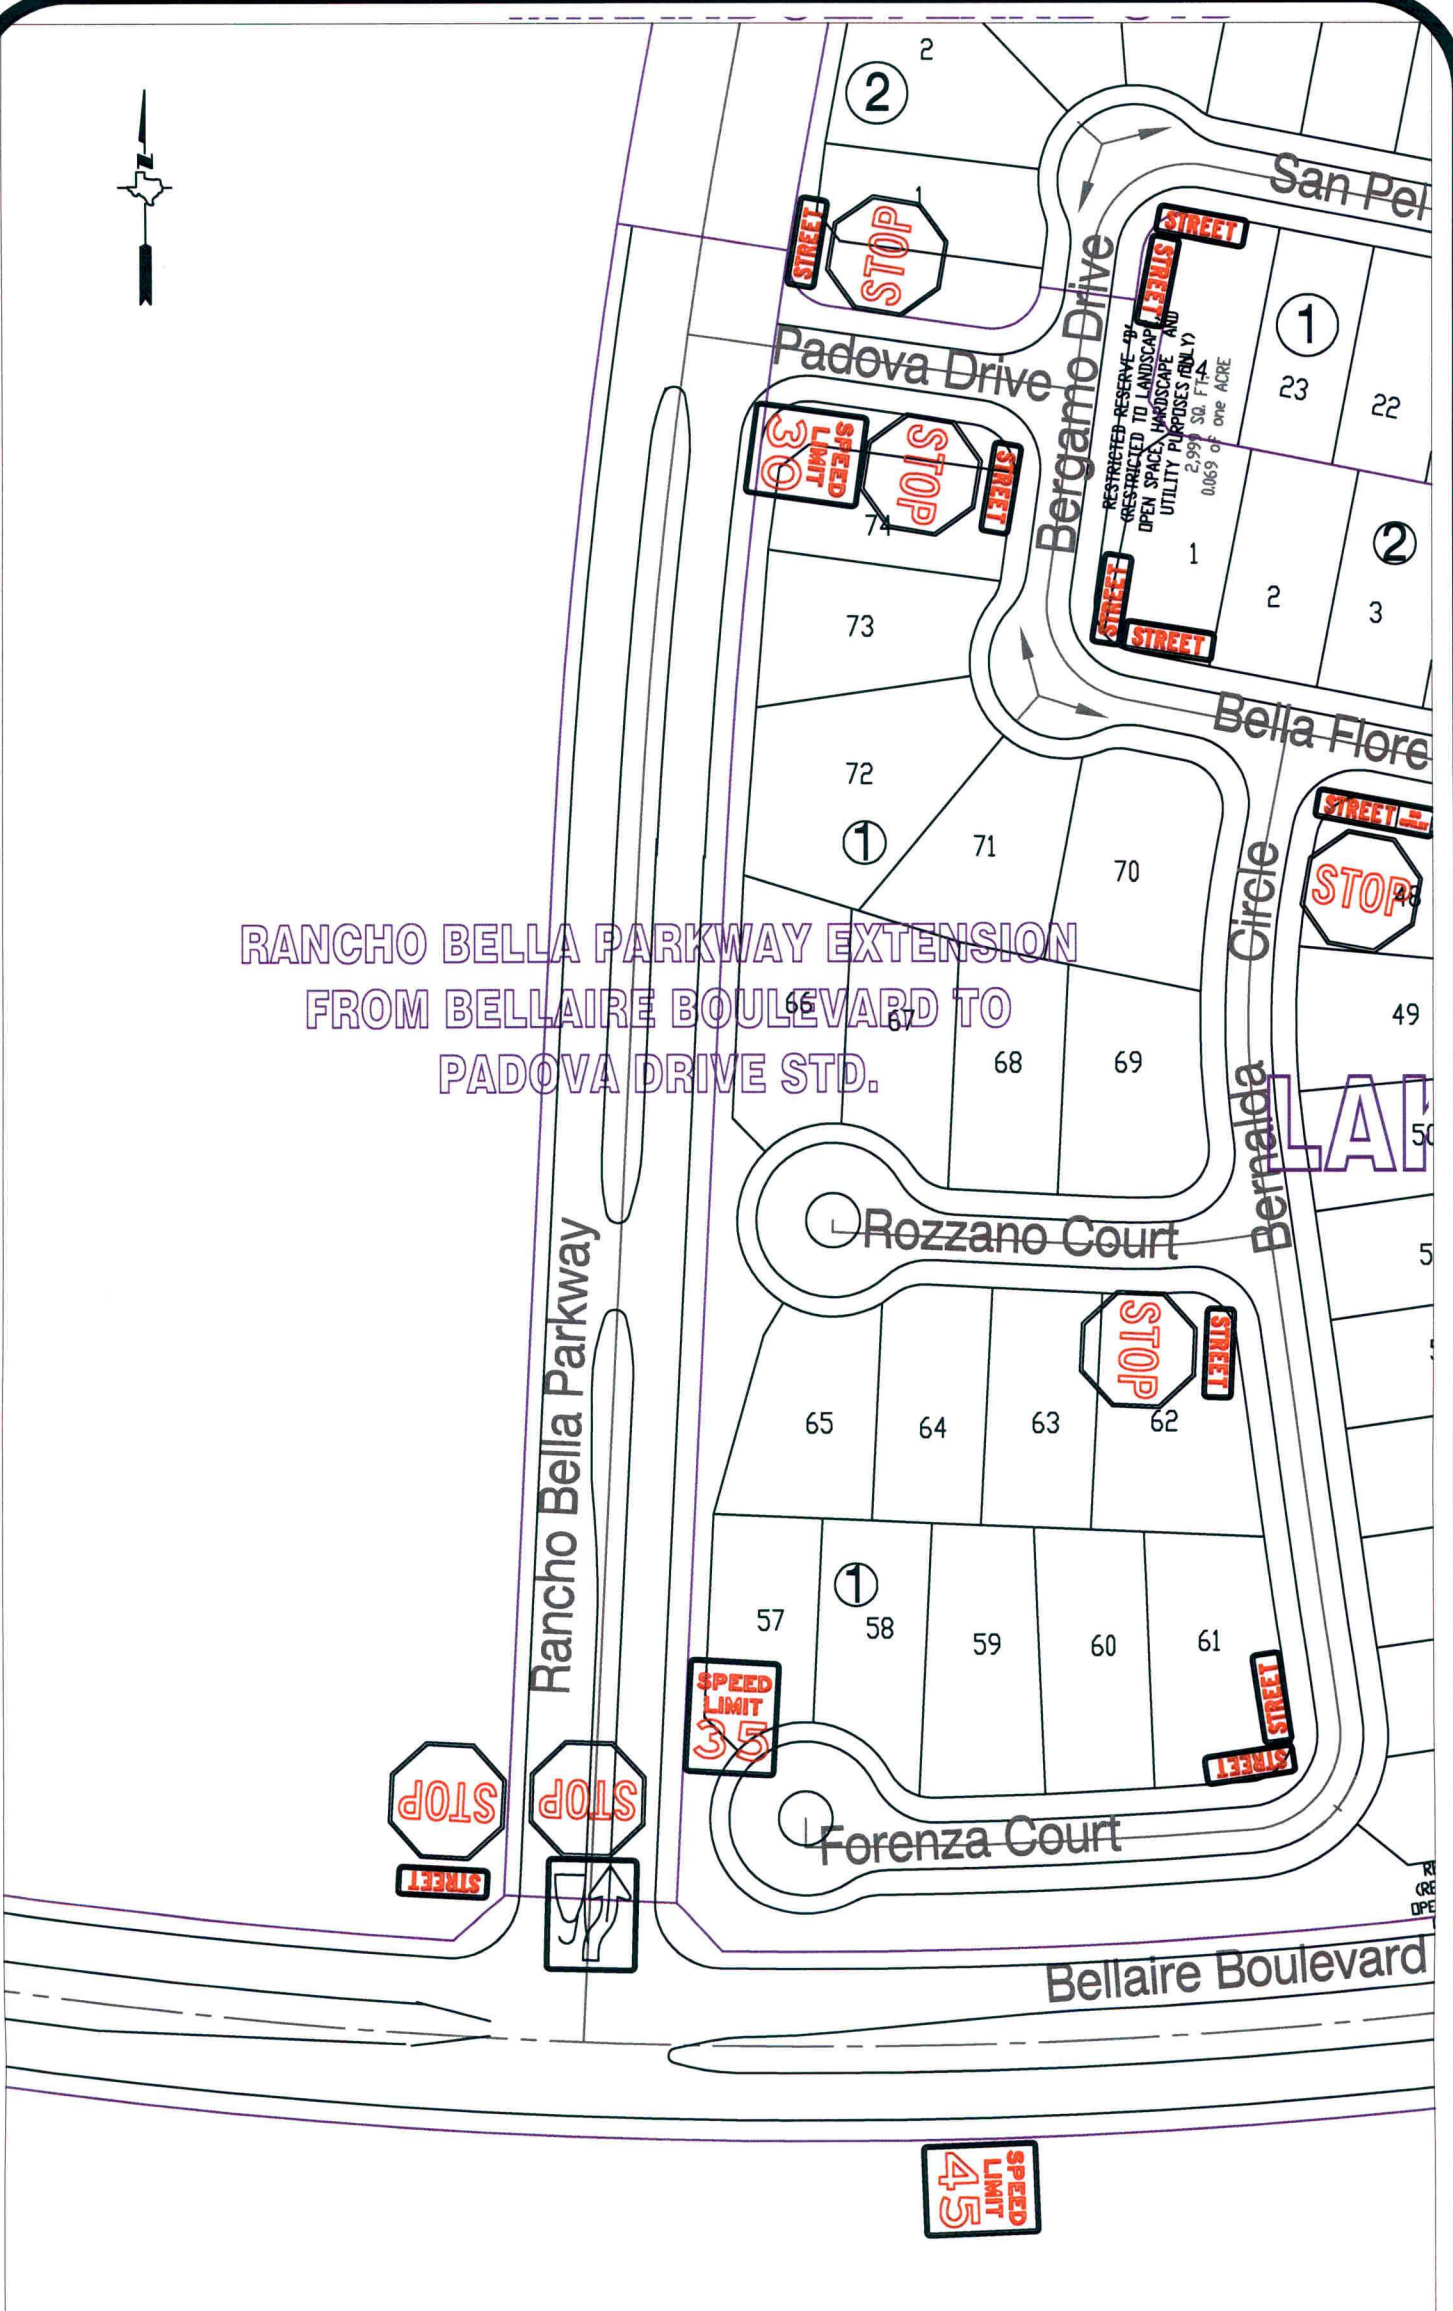 2
2
1
San Pel
STREET
STOP
STREET
STREET
Bergamo Drive
Padova Drive
RESTRICTED RESERVE "B"
(RESTRICTED TO LANDSCAPE,
OPEN SPACE, HARDSCAPE AND
UTILITY PURPOSES ONLY)
2,999 SQ. FT.
0.069 of one ACRE
1
23
22
SPEED
LIMIT
30
STOP
STREET
74
1
2
2
3
STREET
STREET
73
Bella Flore
72
1
71
70
STREET
STOP
48
Circle
RANCHO BELLA PARKWAY EXTENSION
FROM BELLAIRE BOULEVARD TO
PADOVA DRIVE STD.
66
67
68
69
49
Bernalda
LAK
50
5
Rozzano Court
STOP
STREET
Rancho Bella Parkway
65
64
63
62
1
57
58
59
60
61
SPEED
LIMIT
35
STREET
STREET
STOP
STOP
STREET
Forenza Court
(RE
OPE
Bellaire Boulevard
SPEED
LIMIT
45